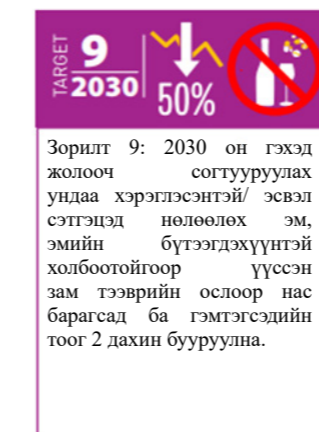 TARGET
9
2030
50%
Зорилт 9: 2030 он гэхэд
жолооч согтууруулах
ундаа хэрэглэсэнтэй/ эсвэл
сэтгэцэд нөлөөлөх эм,
эмийн бүтээгдэхүүнтэй
холбоотойгоор үүссэн
зам тээврийн ослоор нас
барагсад ба гэмтэгсэдийн
тоог 2 дахин бууруулна.